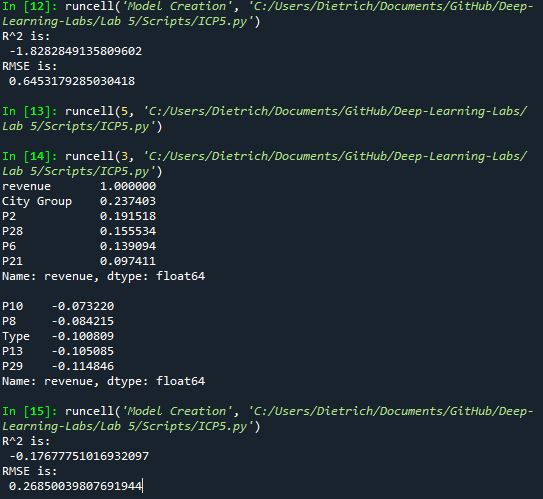 In [12]: runcell('Model Creation', 'C:/Users/Dietrich/Documents/GitHub/Deep-
Learning-Labs/Lab 5/Scripts/ICP5.py')
R^2 is:
 -1.8282849135809602
RMSE is:
 0.6453179285030418
In [13]: runcell(5, 'C:/Users/Dietrich/Documents/GitHub/Deep-Learning-Labs/
Lab 5/Scripts/ICP5.py')
In [14]: runcell(3, 'C:/Users/Dietrich/Documents/GitHub/Deep-Learning-Labs/
Lab 5/Scripts/ICP5.py')
revenue 1.000000
City Group 0.237403
P2 0.191518
P28 0.155534
P6 0.139094
P21 0.097411
Name: revenue, dtype: float64
P10 -0.073220
P8 -0.084215
Type -0.100809
P13 -0.105085
P29 -0.114846
Name: revenue, dtype: float64
In [15]: runcell('Model Creation', 'C:/Users/Dietrich/Documents/GitHub/Deep-
Learning-Labs/Lab 5/Scripts/ICP5.py')
R^2 is:
 -0.17677751016932097
RMSE is:
 0.26850039807691944